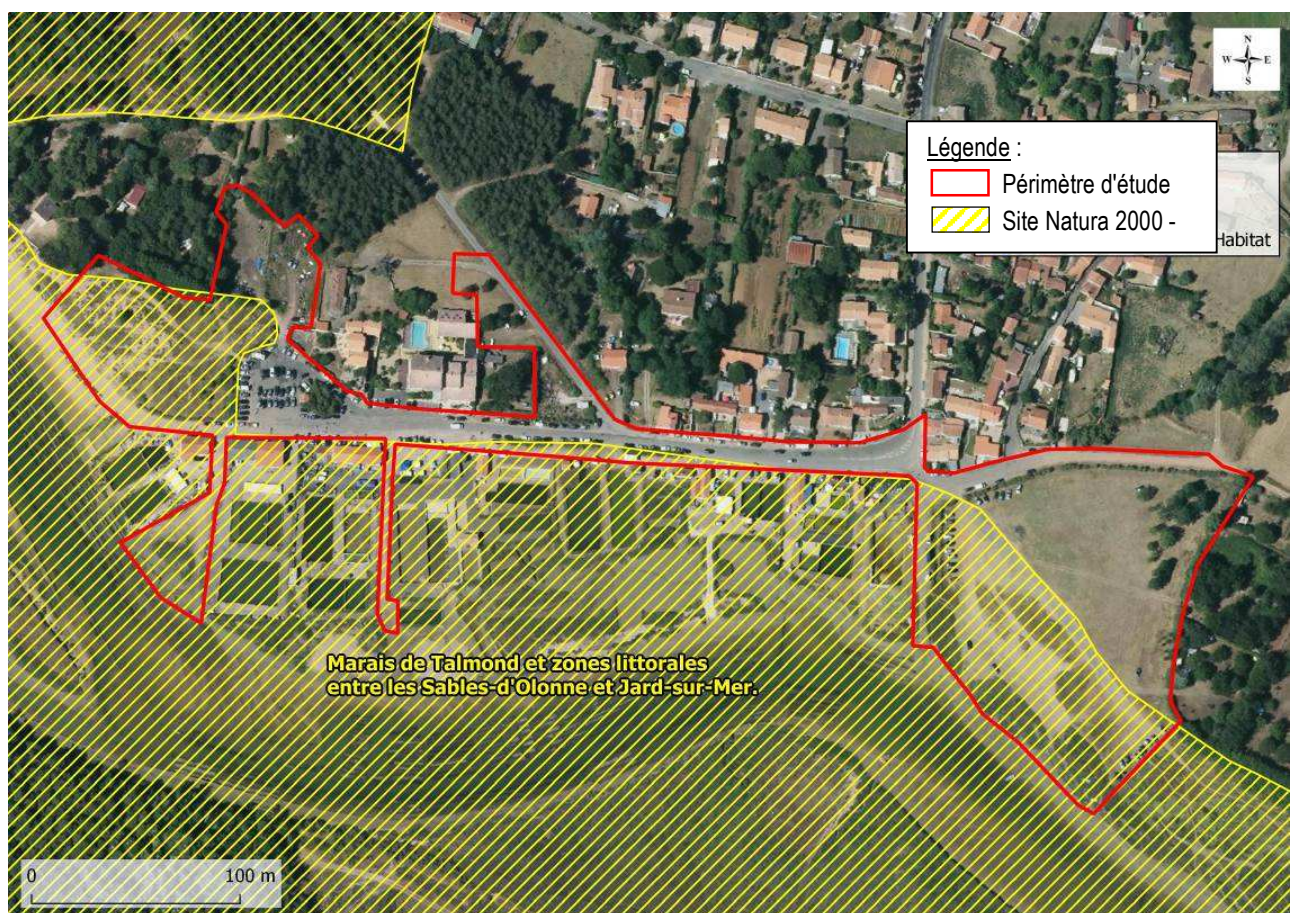 N
W E
S
Légende :
Périmètre d'étude
Site Natura 2000 -
Habitat
Marais de Talmond et zones littorales
entre les Sables-d'Olonne et Jard-sur-Mer.
0 100 m